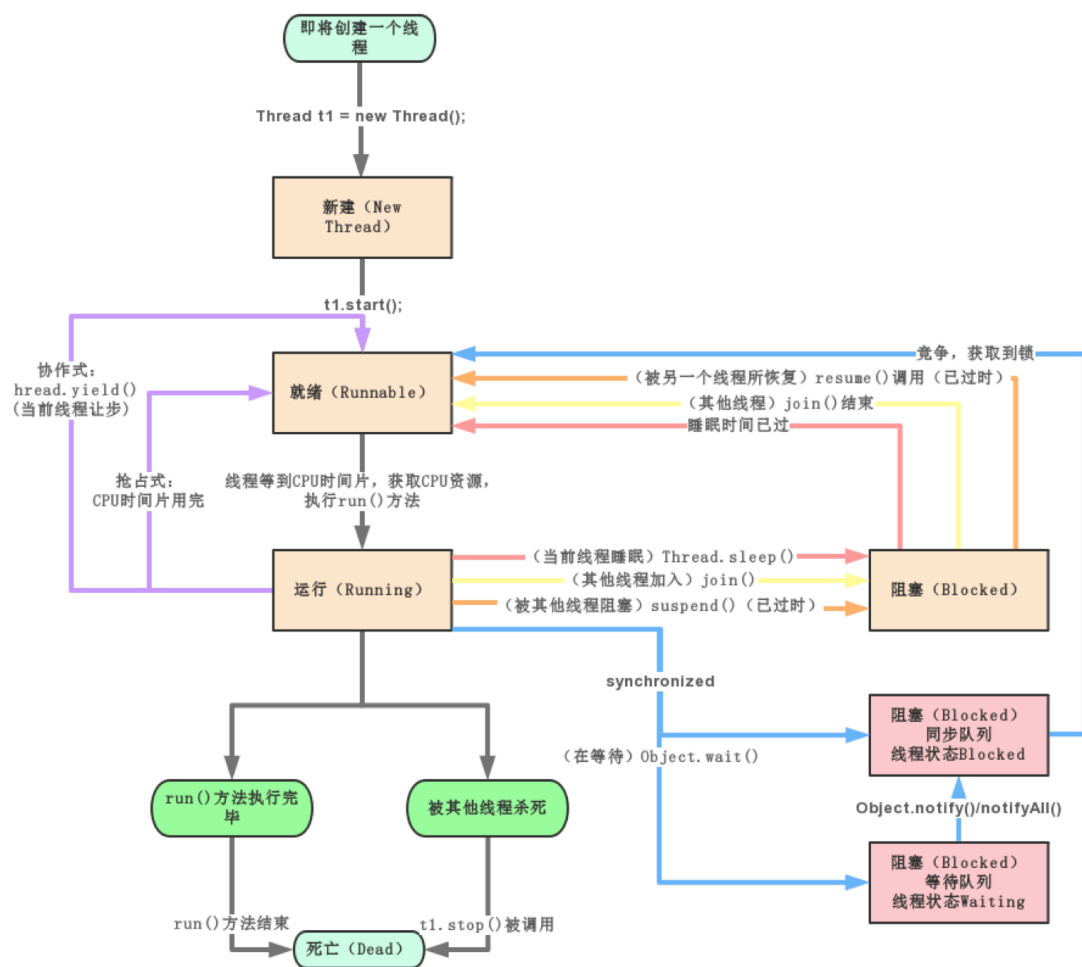 即将创建一个线
程
Thread t1 = new Thread();
新建（New
Thread）
t1.start();
协作式：
hread.yield()
(当前线程让步)
就绪（Runnable）
竞争，获取到锁
（被另一个线程所恢复）resume()调用（已过时）
（其他线程）join()结束
睡眠时间已过
抢占式：
CPU时间片用完
线程等到CPU时间片，获取CPU资源，
执行run()方法
运行（Running）
（当前线程睡眠）Thread.sleep()
（其他线程加入）join()
（被其他线程阻塞）suspend()（已过时）
阻塞（Blocked）
synchronized
（在等待）Object.wait()
阻塞（Blocked）
同步队列
线程状态Blocked
Object.notify()/notifyAll()
阻塞（Blocked）
等待队列
线程状态Waiting
run()方法执行完
毕
被其他线程杀死
run()方法结束
t1.stop()被调用
死亡（Dead）